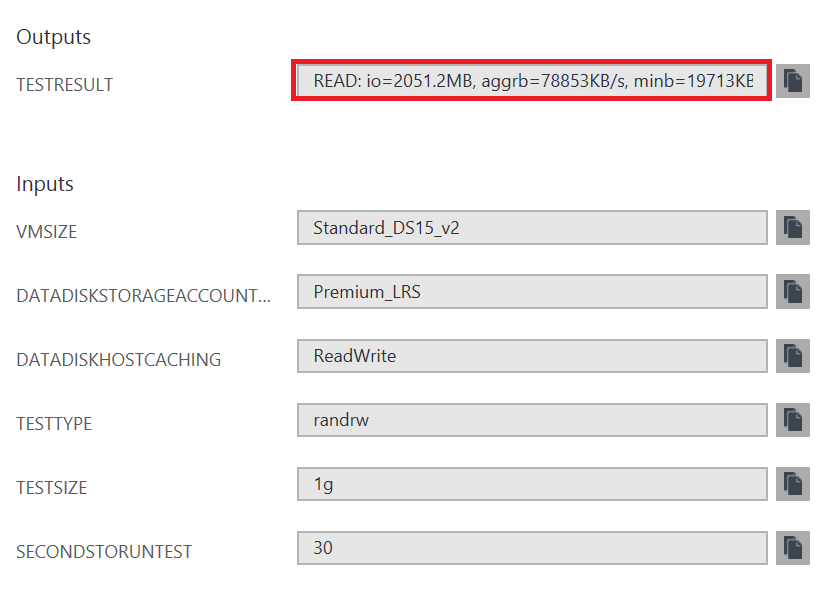 Outputs
TESTRESULT
READ: io=2051.2MB, aggrb=78853KB/s, minb=19713KB
Inputs
VMSIZE
Standard_DS15_v2
DATADISKSTORAGEACCOUNT...
Premium_LRS
DATADISKHOSTCACHING
ReadWrite
TESTTYPE
randrw
TESTSIZE
1g
SECONDSTORUNTEST
30